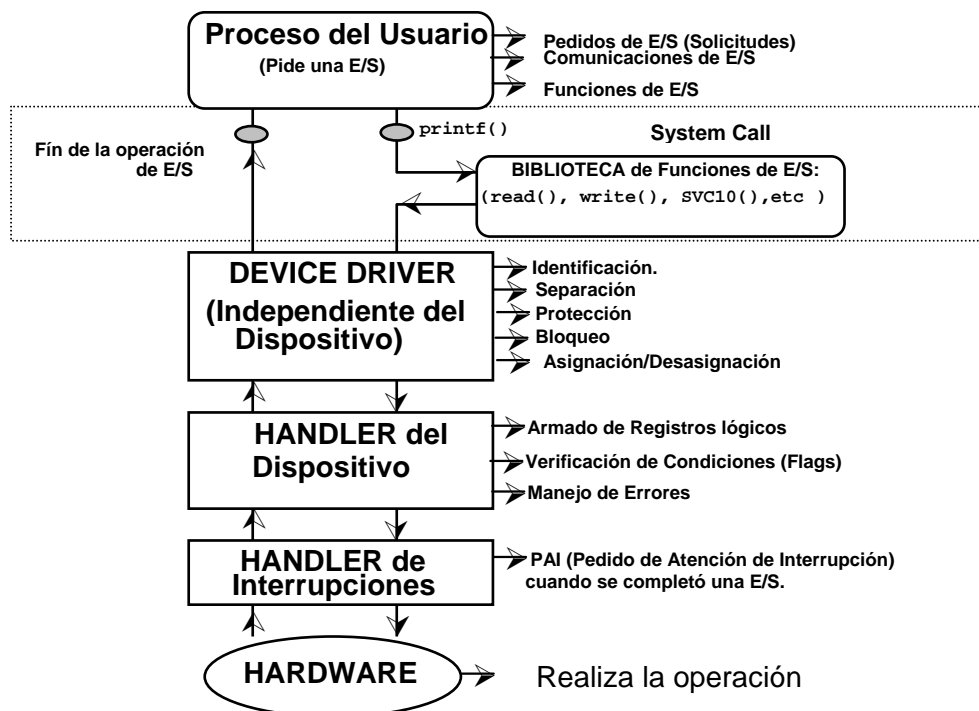 Proceso del Usuario
(Pide una E/S)
Pedidos de E/S (Solicitudes)
Comunicaciones de E/S
Funciones de E/S
printf()
System Call
Fín de la operación
de E/S
BIBLIOTECA de Funciones de E/S:
(read(), write(), SVC10(),etc )
DEVICE DRIVER
(Independiente del
Dispositivo)
Identificación.
Separación
Protección
Bloqueo
Asignación/Desasignación
HANDLER del
Dispositivo
Armado de Registros lógicos
Verificación de Condiciones (Flags)
Manejo de Errores
HANDLER de
Interrupciones
PAI (Pedido de Atención de Interrupción)
cuando se completó una E/S.
HARDWARE
Realiza la operación